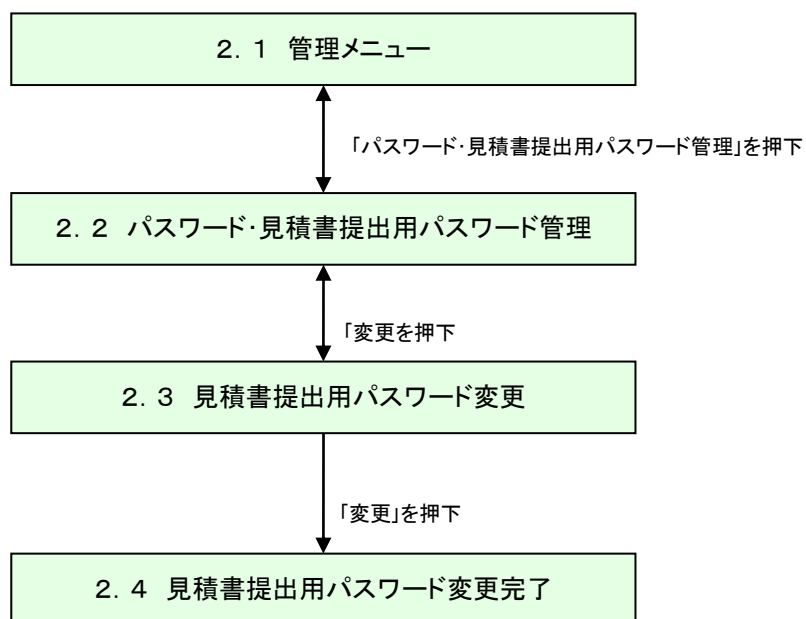 ２．１　管理メニュー
「パスワード・見積書提出用パスワード管理」を押下
２．２　パスワード・見積書提出用パスワード管理
「変更を押下
２．３　見積書提出用パスワード変更
「変更」を押下
２．４　見積書提出用パスワード変更完了